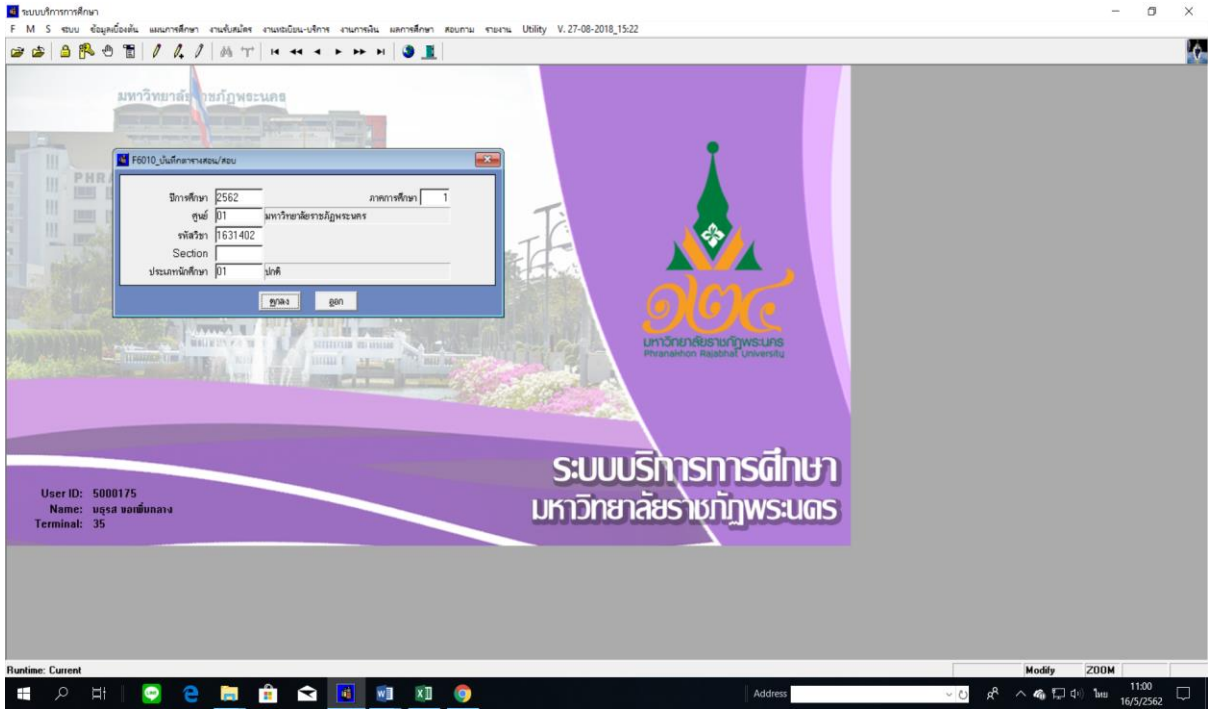 ระบบบริการการศึกษา
F M S ระบบ ข้อมูลเบื้องต้น แผนการศึกษา งานรับสมัคร งานทะเบียน-บริการ งานการเงิน ผลการศึกษา สอบถาม รายงาน Utility V. 27-08-2018_15:22
มหาวิทยาลัยราชภัฏพระนคร
PHRA
F6010_บันทึกตารางสอน/สอบ
ปีการศึกษา 2562 ภาคการศึกษา 1
ศูนย์ 01 มหาวิทยาลัยราชภัฏพระนคร
รหัสวิชา 1631402
Section
ประเภทนักศึกษา 01 ปกติ
ตกลง ออก
๑๒๔
มหาวิทยาลัยราชภัฏพระนคร
Phranakhon Rajabhat University
ระบบบริการการศึกษา
มหาวิทยาลัยราชภัฏพระนคร
User ID: 5000175
Name:
Terminal: 35
Runtime: Current Modify ZOOM
Address ไทย 11:00
16/5/2562